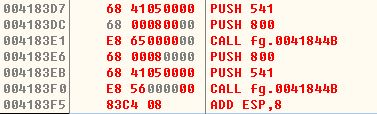 004183D7 68 41050000 PUSH 541
004183DC 68 00080000 PUSH 800
004183E1 E8 65000000 CALL fg.0041844B
004183E6 68 00080000 PUSH 800
004183EB 68 41050000 PUSH 541
004183F0 E8 56000000 CALL fg.0041844B
004183F5 83C4 08 ADD ESP,8